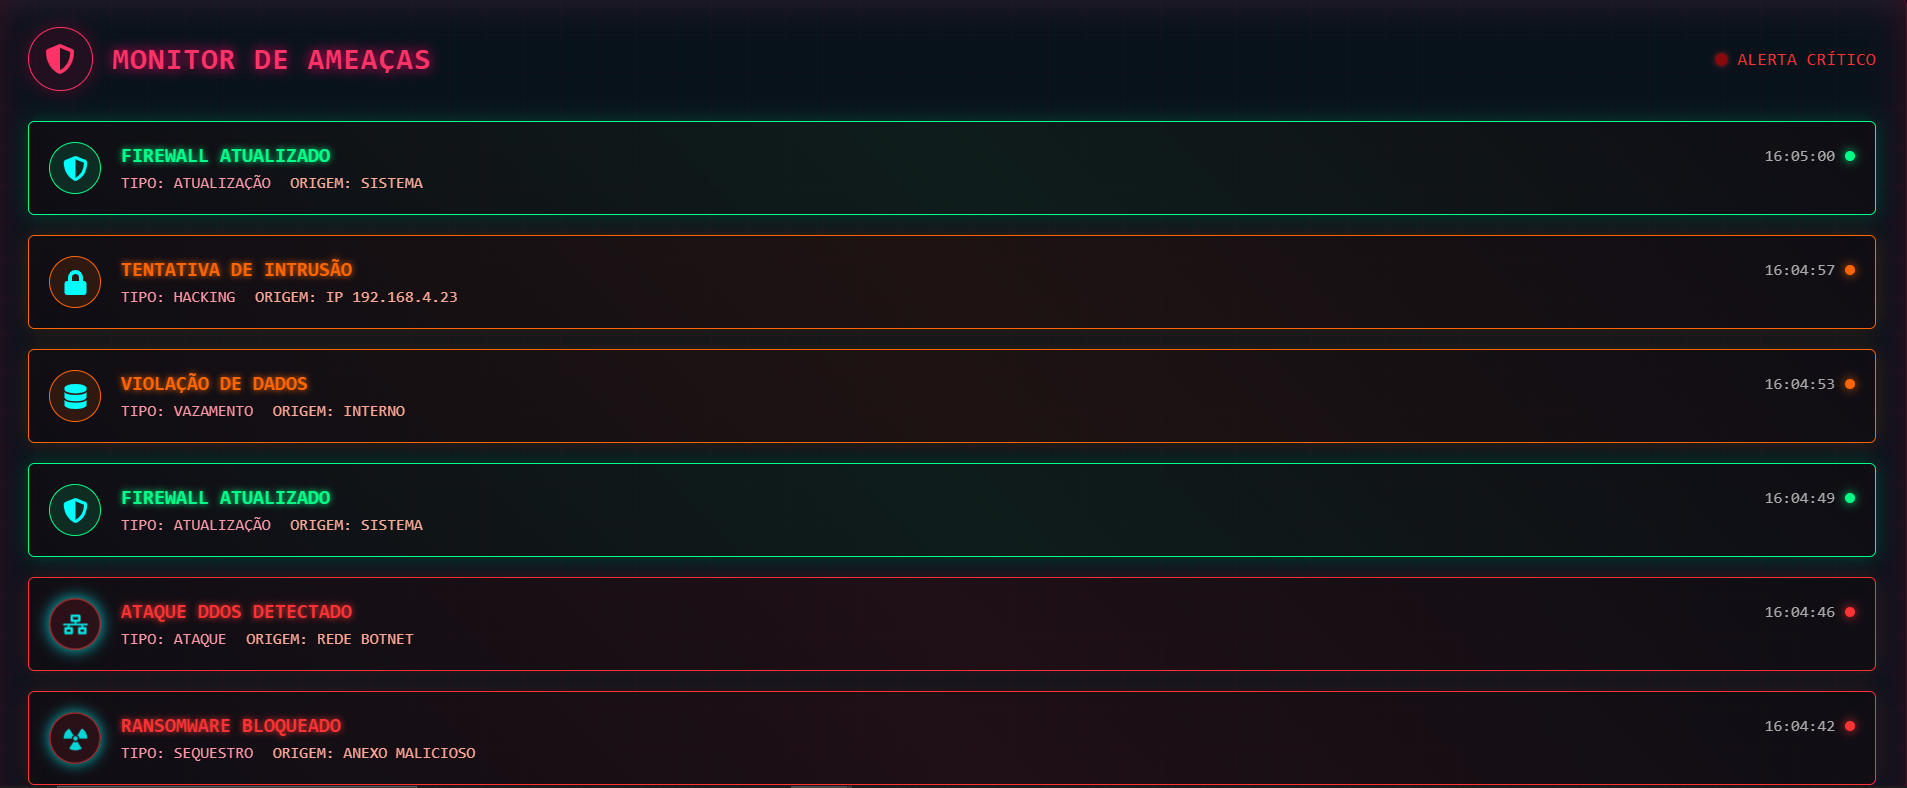 MONITOR DE AMEAÇAS
ALERTA CRÍTICO
FIREWALL ATUALIZADO
16:05:00
TIPO: ATUALIZAÇÃO ORIGEM: SISTEMA
TENTATIVA DE INTRUSÃO
16:04:57
TIPO: HACKING ORIGEM: IP 192.168.4.23
VIOLAÇÃO DE DADOS
16:04:53
TIPO: VAZAMENTO ORIGEM: INTERNO
FIREWALL ATUALIZADO
16:04:49
TIPO: ATUALIZAÇÃO ORIGEM: SISTEMA
ATAQUE DDOS DETECTADO
16:04:46
TIPO: ATAQUE ORIGEM: REDE BOTNET
RANSOMWARE BLOQUEADO
16:04:42
TIPO: SEQUESTRO ORIGEM: ANEXO MALICIOSO